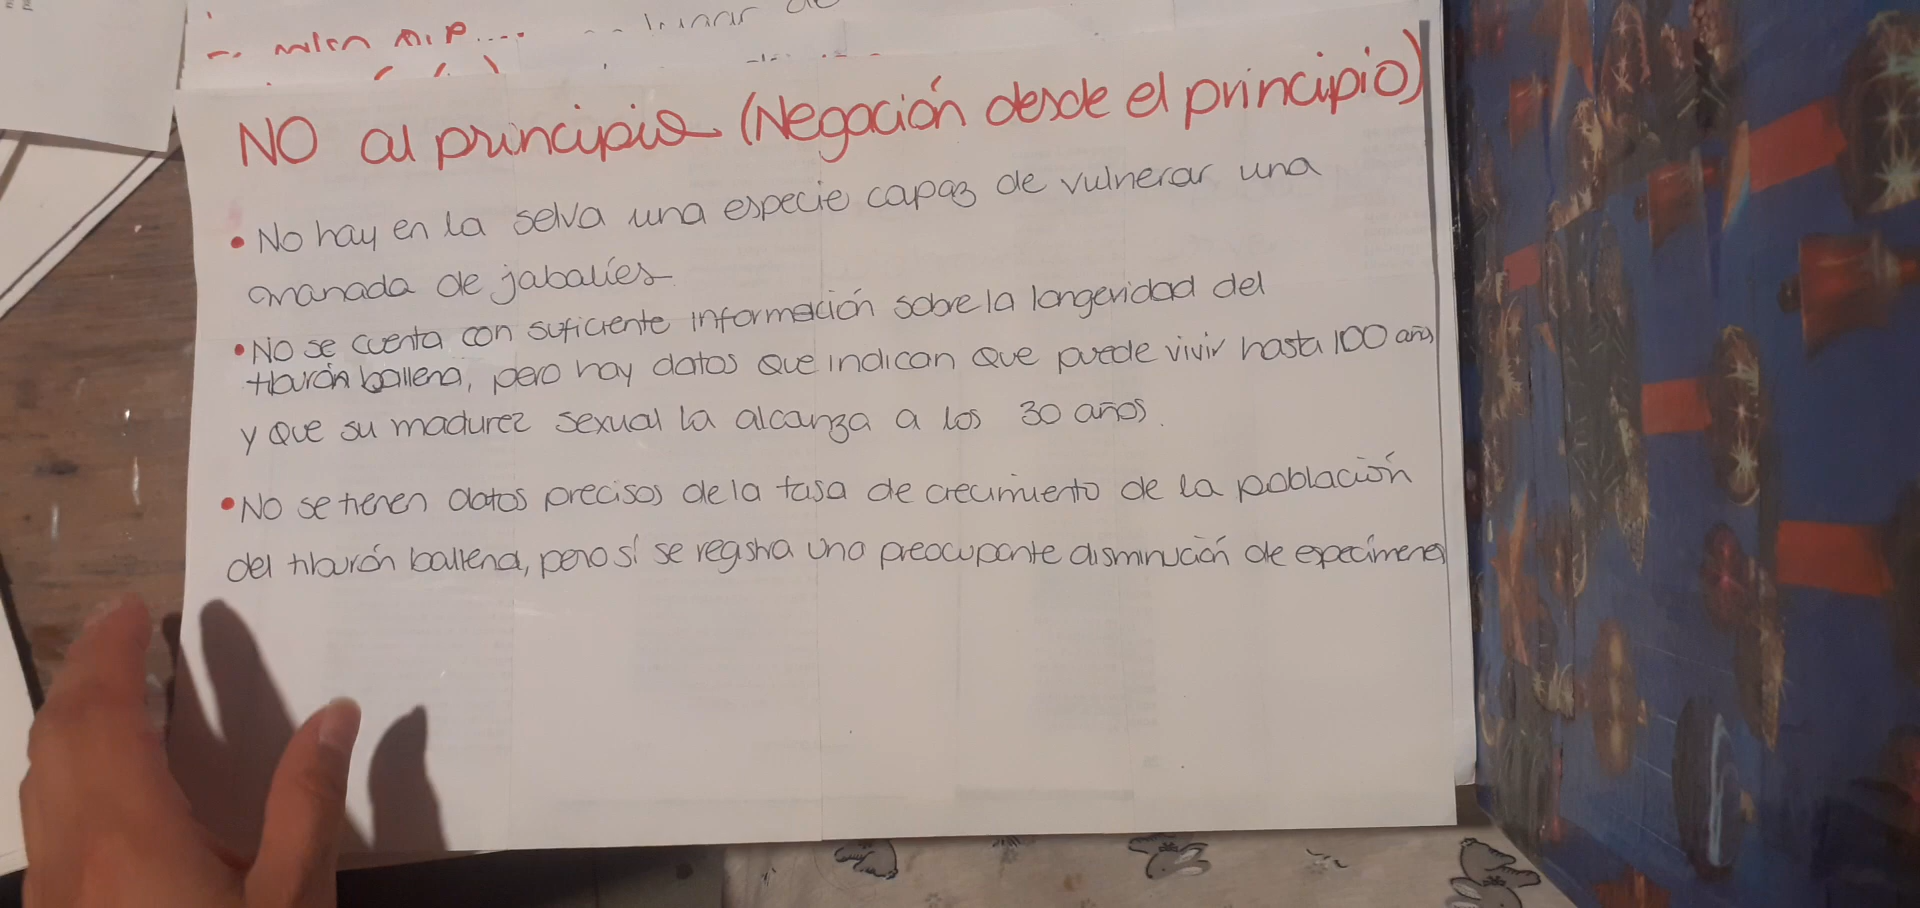 NO al principio (Negación desde el principio)
• No hay en la selva una especie capaz de vulnerar una
manada de jabalíes
• No se cuenta con suficiente información sobre la longevidad del
tiburón ballena, pero hay datos que indican que puede vivir hasta 100 años
y que su madurez sexual la alcanza a los 30 años.
• No se tienen datos precisos de la tasa de crecimiento de la población
del tiburón ballena, pero sí se registra una preocupante disminución de especímenes